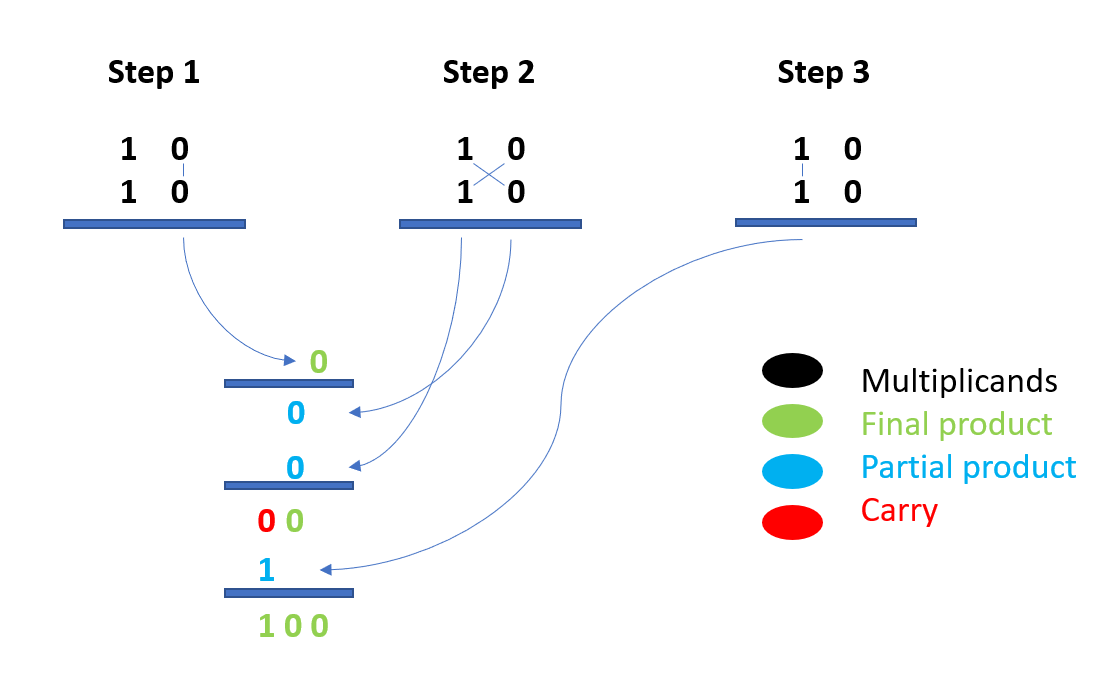 Step 1 Step 2 Step 3
1 0 1 0 1 0
1 0 1 0 1 0
0
0
0
0 0
1
1 0 0
Multiplicands
Final product
Partial product
Carry